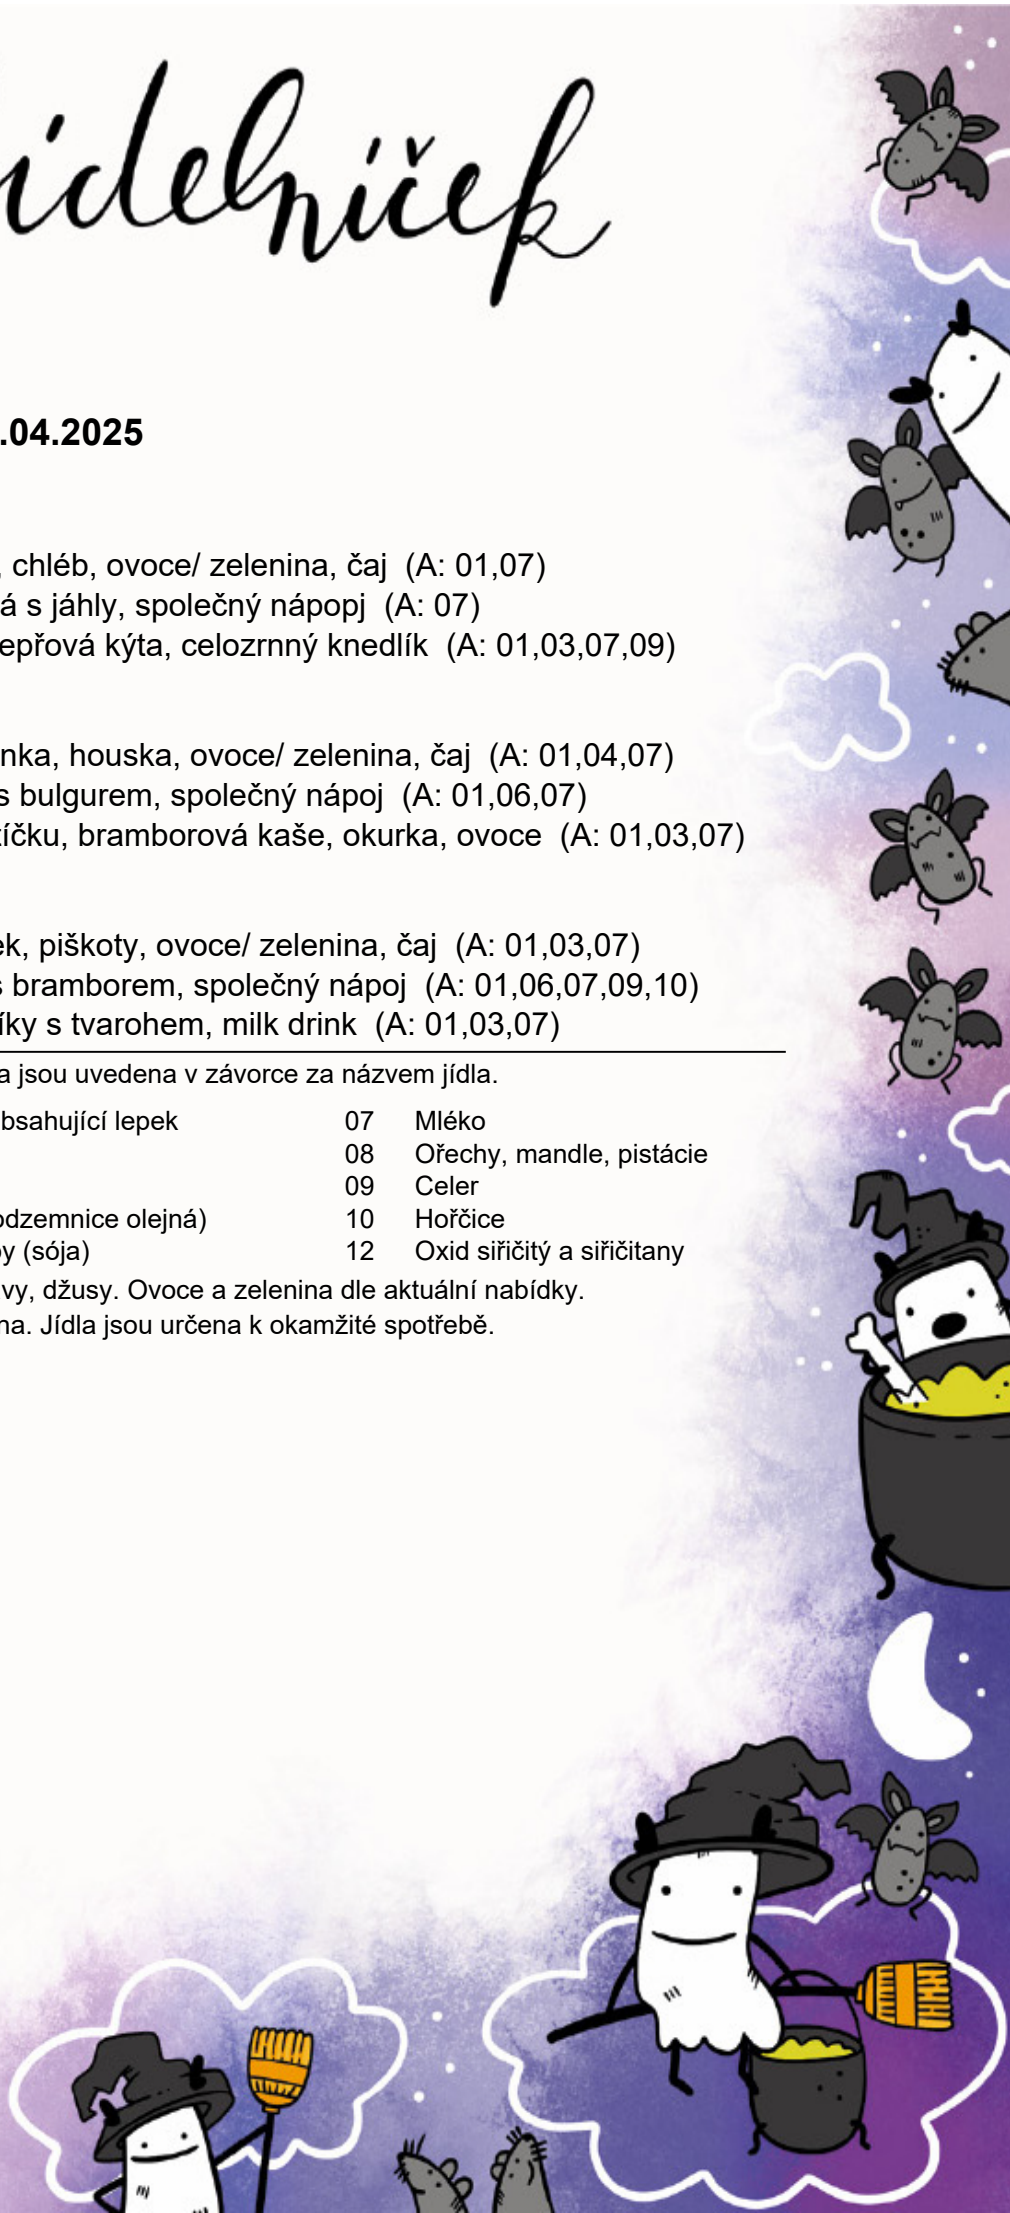 ídelníček
.04.2025
, chléb, ovoce/ zelenina, čaj (A: 01,07)
á s jáhly, společný nápopj (A: 07)
epřová kýta, celozrnný knedlík (A: 01,03,07,09)
nka, houska, ovoce/ zelenina, čaj (A: 01,04,07)
s bulgurem, společný nápoj (A: 01,06,07)
tíčku, bramborová kaše, okurka, ovoce (A: 01,03,07)
ek, piškoty, ovoce/ zelenina, čaj (A: 01,03,07)
s bramborem, společný nápoj (A: 01,06,07,09,10)
íky s tvarohem, milk drink (A: 01,03,07)
a jsou uvedena v závorce za názvem jídla.
bsahující lepek 07 Mléko
08 Ořechy, mandle, pistácie
09 Celer
odzemnice olejná) 10 Hořčice
by (sója) 12 Oxid siřičitý a siřičitany
vy, džusy. Ovoce a zelenina dle aktuální nabídky.
na. Jídla jsou určena k okamžité spotřebě.